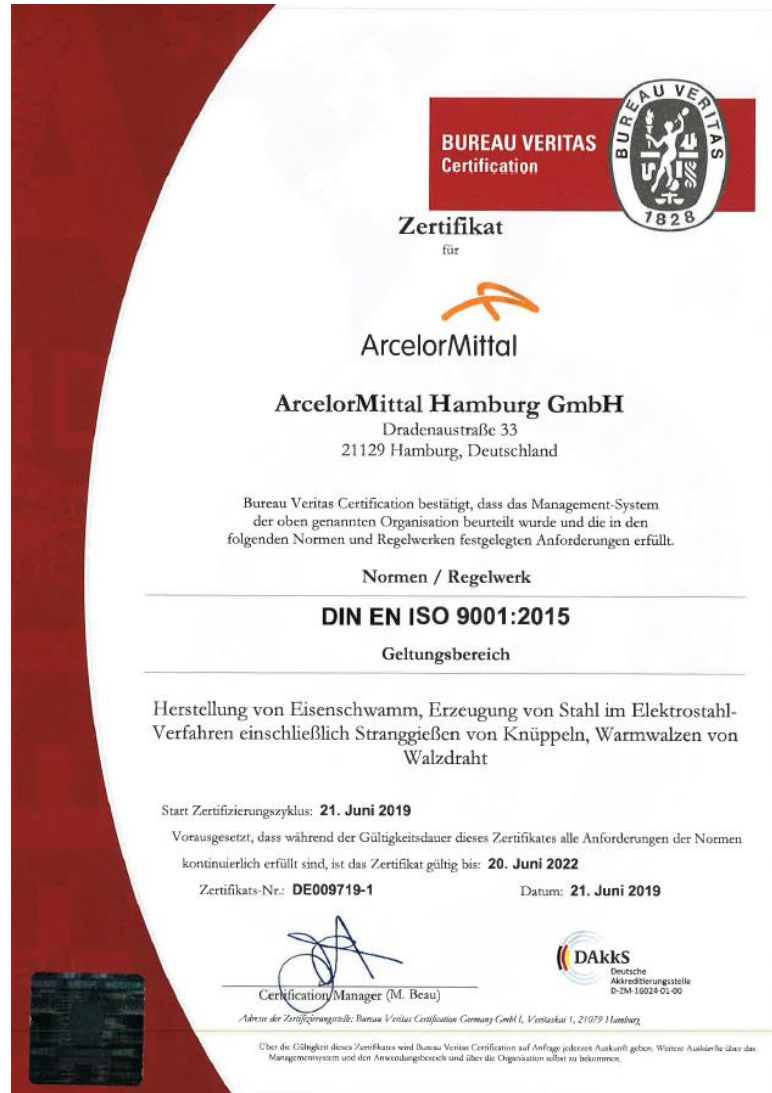 BUREAU VERITAS
Certification
BUREAU VERITAS
1828
Zertifikat
für
ArcelorMittal
ArcelorMittal Hamburg GmbH
Dradenaustraße 33
21129 Hamburg, Deutschland
Bureau Veritas Certification bestätigt, dass das Management-System
der oben genannten Organisation beurteilt wurde und die in den
folgenden Normen und Regelwerken festgelegten Anforderungen erfüllt.
Normen / Regelwerk
DIN EN ISO 9001:2015
Geltungsbereich
Herstellung von Eisenschwamm, Erzeugung von Stahl im Elektrostahl-
Verfahren einschließlich Stranggießen von Knüppeln, Warmwalzen von
Walzdraht
Start Zertifizierungszyklus: 21. Juni 2019
Vorausgesetzt, dass während der Gültigkeitsdauer dieses Zertifikates alle Anforderungen der Normen
kontinuierlich erfüllt sind, ist das Zertifikat gültig bis: 20. Juni 2022
Zertifikats-Nr.: DE009719-1 Datum: 21. Juni 2019
DAkkS
Deutsche
Akkreditierungsstelle
D-ZM-16024-01-00
Certification Manager (M. Beau)
Adresse der Zertifizierungsstelle: Bureau Veritas Certification Germany GmbH, Veritaskai 1, 21079 Hamburg
Über die Gültigkeit dieses Zertifikates wird Bureau Veritas Certification auf Anfrage jederzeit Auskunft geben. Weitere Auskünfte über das
Managementsystem und den Anwendungsbereich sind über die Organisation selbst zu bekommen.